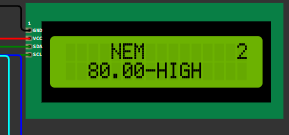 1
GND
VCC
SDA
SCL
NEM 2
80.00-HIGH